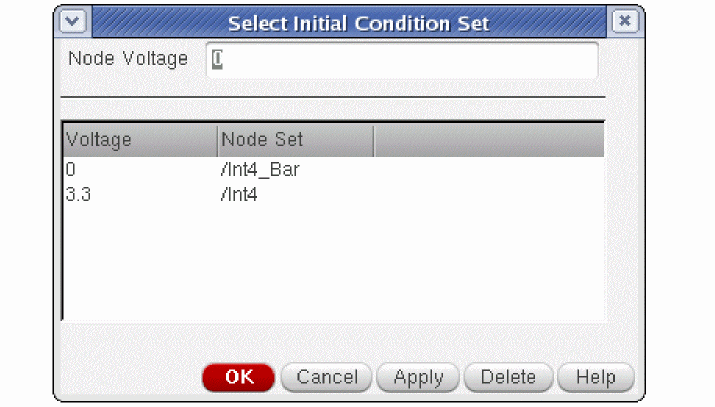 Select Initial Condition Set
Node Voltage 0
Voltage Node Set
0 /Int4_Bar
3.3 /Int4
OK Cancel Apply Delete Help